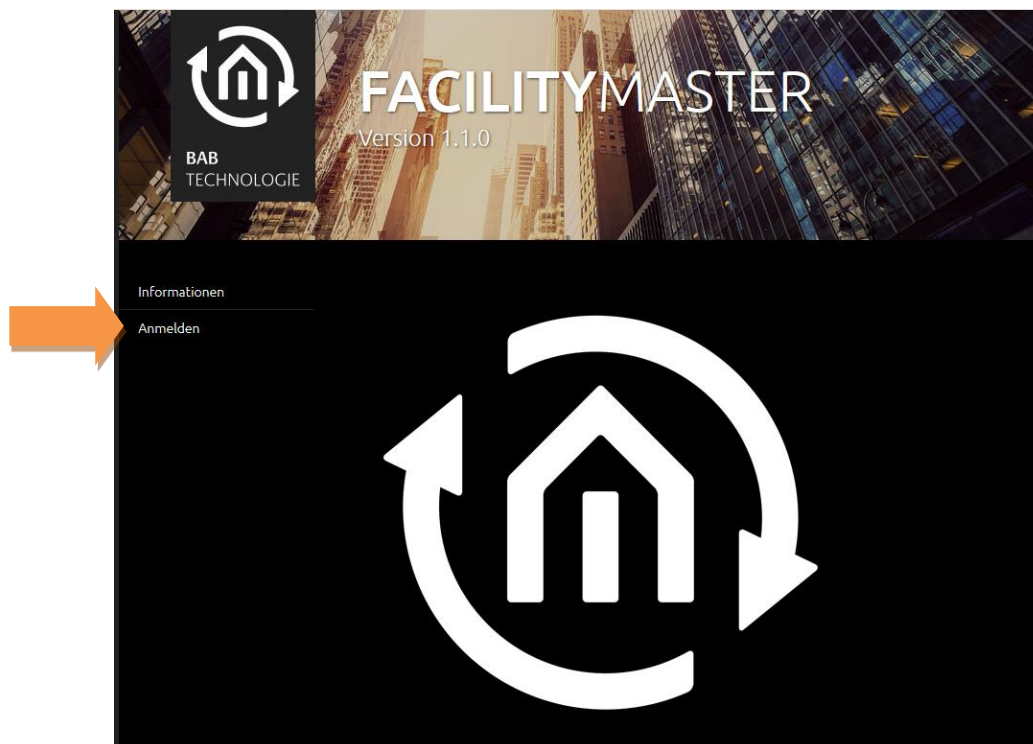 FACILITYMASTER
Version 1.1.0
BAB
TECHNOLOGIE
Informationen
Anmelden